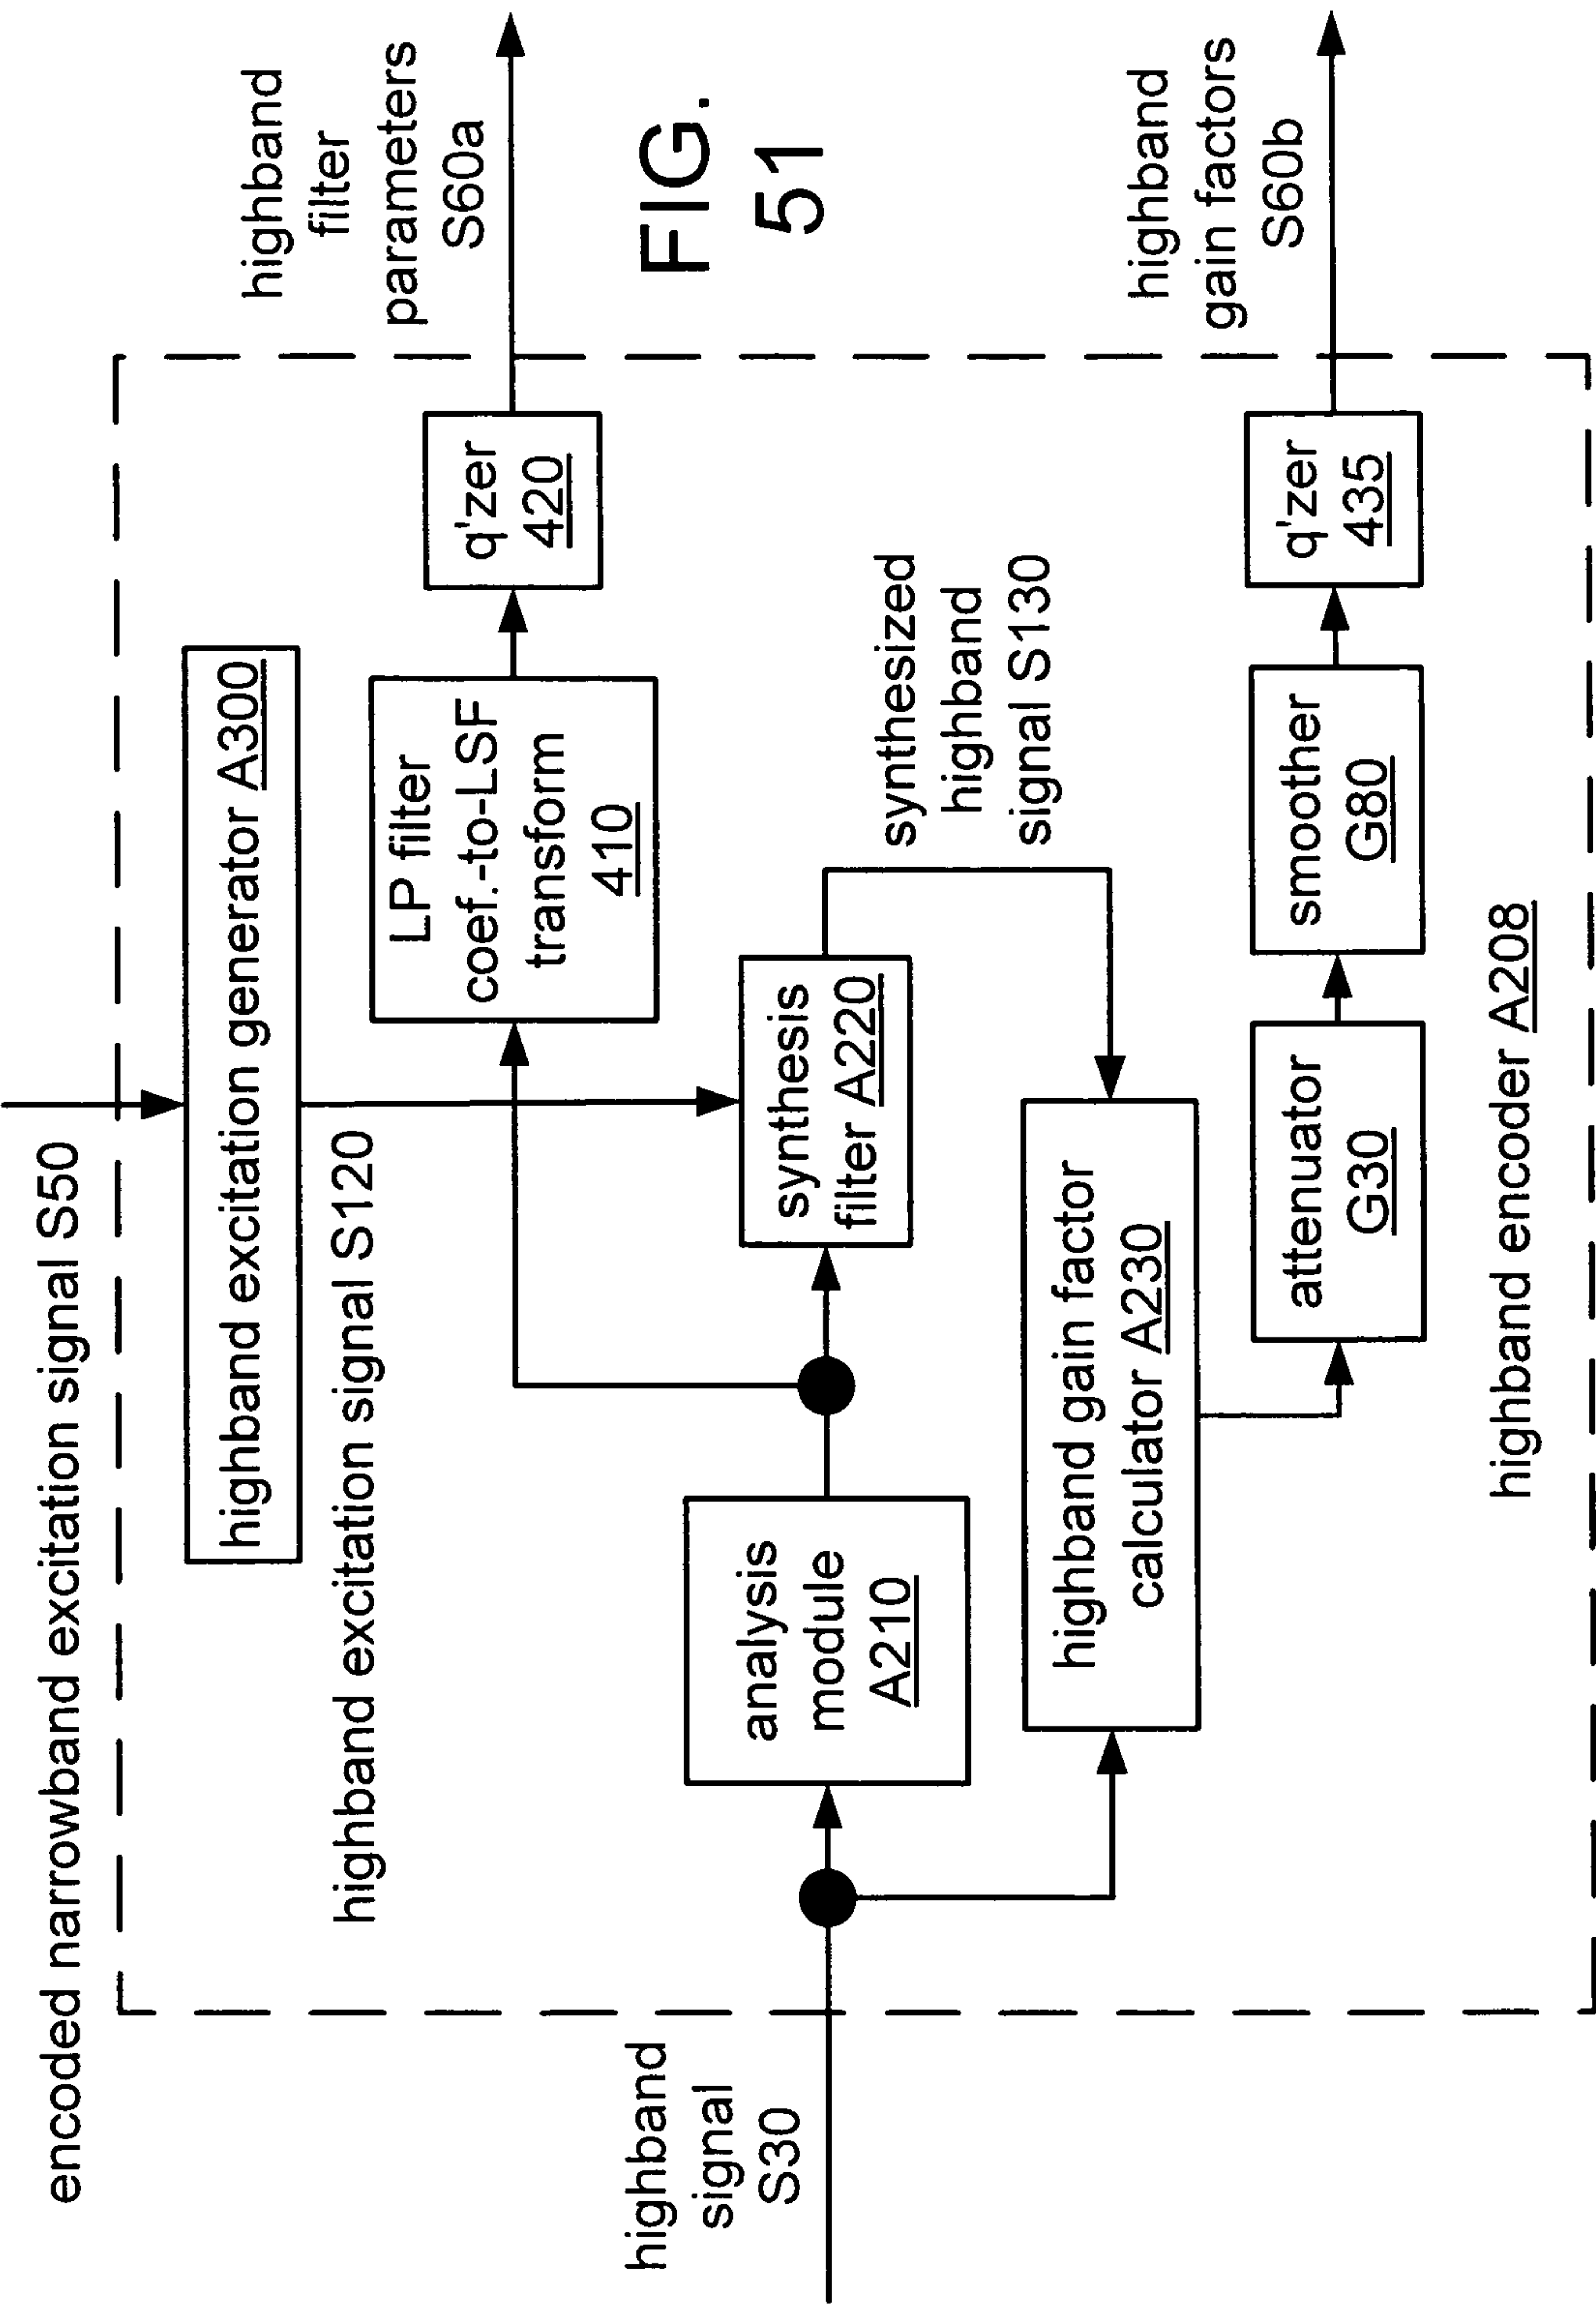 encoded narrowband excitation signal S50
highband excitation generator A300
highband excitation signal S120
highband
filter
parameters
S60a
LP filter
coef.-to-LSF
transform
410
q'zer
420
FIG.
51
highband
signal
S30
analysis
module
A210
synthesis
filter A220
synthesized
highband
signal S130
highband gain factor
calculator A230
attenuator
G30
smoother
G80
q'zer
435
highband
gain factors
S60b
highband encoder A208